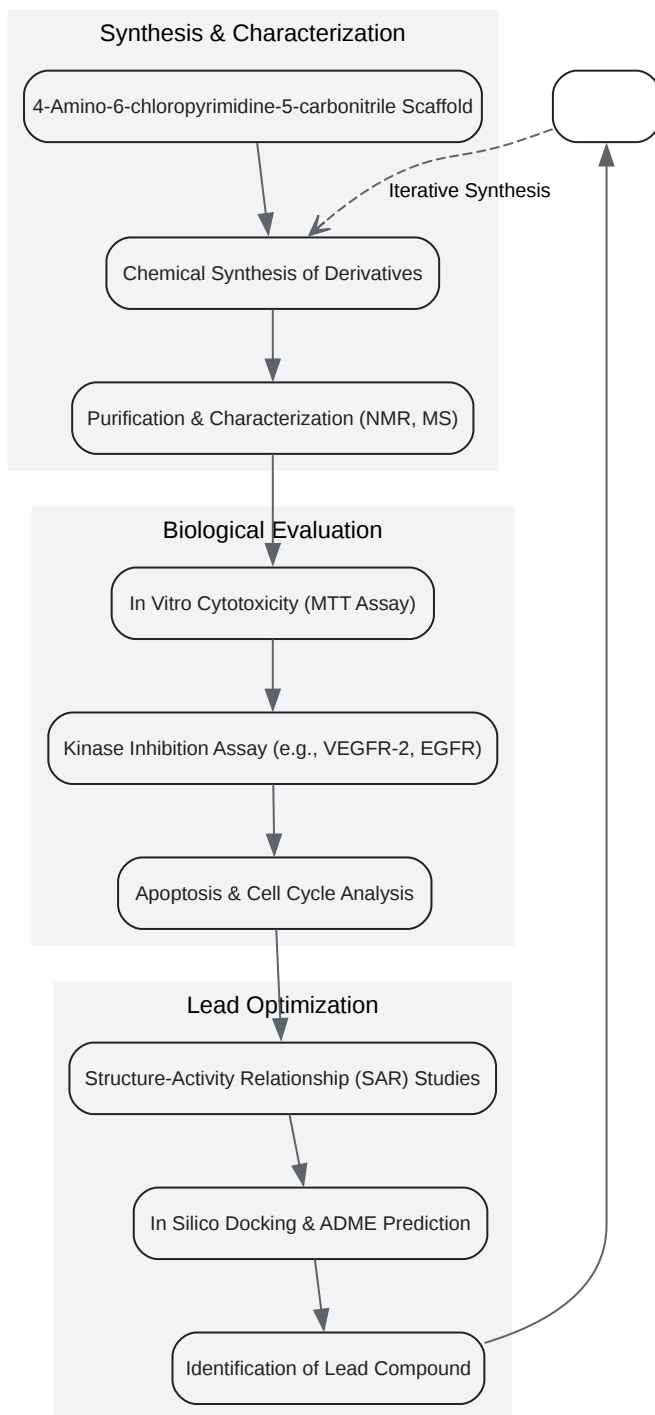 Synthesis & Characterization
4-Amino-6-chloropyrimidine-5-carbonitrile Scaffold
Iterative Synthesis
Chemical Synthesis of Derivatives
Purification & Characterization (NMR, MS)
Biological Evaluation
In Vitro Cytotoxicity (MTT Assay)
Kinase Inhibition Assay (e.g., VEGFR-2, EGFR)
Apoptosis & Cell Cycle Analysis
Lead Optimization
Structure-Activity Relationship (SAR) Studies
In Silico Docking & ADME Prediction
Identification of Lead Compound